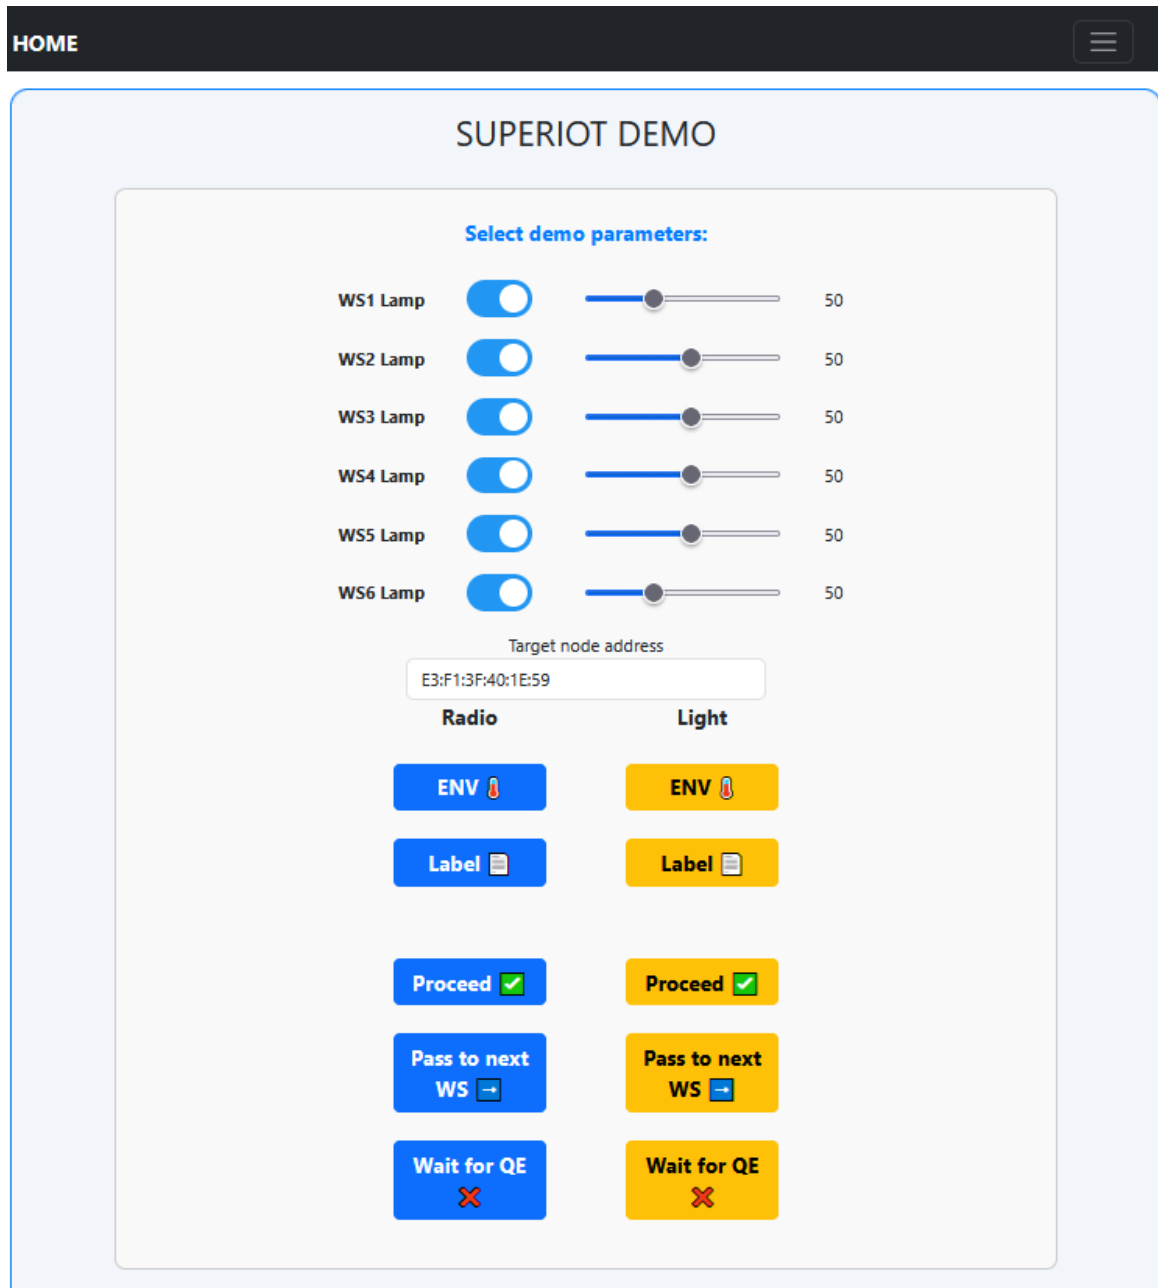 HOME
SUPERIOT DEMO
Select demo parameters:
WS1 Lamp 50
WS2 Lamp 50
WS3 Lamp 50
WS4 Lamp 50
WS5 Lamp 50
WS6 Lamp 50
Target node address
E3:F1:3F:40:1E:59
Radio Light
ENV ENV
Label Label
Proceed Proceed
Pass to next Pass to next
WS WS
Wait for QE Wait for QE